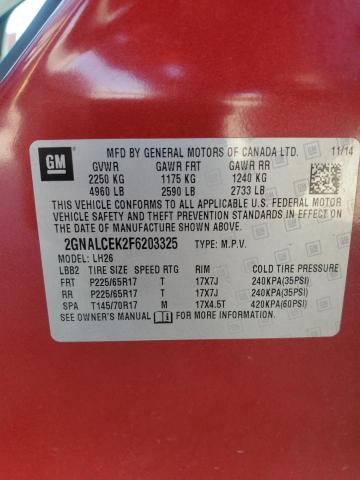 GM
MFD BY GENERAL MOTORS OF CANADA LTD. 11/14
GVWR GAWR FRT GAWR RR
2250 KG 1175 KG 1240 KG
4960 LB 2590 LB 2733 LB
THIS VEHICLE CONFORMS TO ALL APPLICABLE U.S. FEDERAL MOTOR
VEHICLE SAFETY AND THEFT PREVENTION STANDARDS IN EFFECT ON
THE DATE OF MANUFACTURE SHOWN ABOVE.
2GNALCEK2F6203325 TYPE: M.P.V.
MODEL: LH26
LBB2 TIRE SIZE SPEED RTG RIM COLD TIRE PRESSURE
FRT P225/65R17 T 17X7J 240KPA(35PSI)
RR P225/65R17 T 17X7J 240KPA(35PSI)
SPA T145/70R17 M 17X4.5T 420KPA(60PSI)
SEE OWNER'S MANUAL FOR MORE INFORMATION.